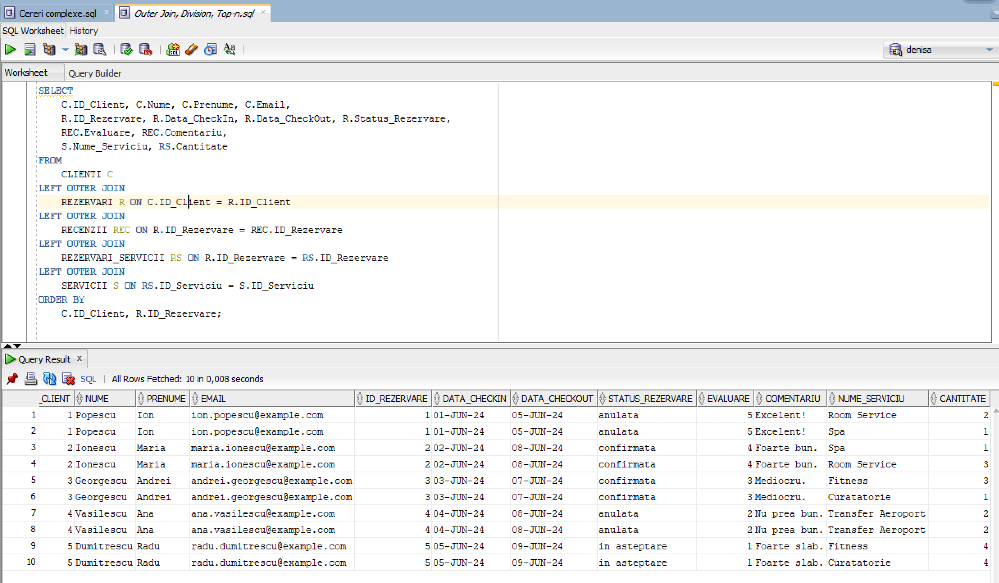 Cereri complexe.sql
Outer Join, Division, Top-n.sql
SQL Worksheet History
denisa
Worksheet Query Builder
SELECT
C.ID_Client, C.Nume, C.Prenume, C.Email,
R.ID_Rezervare, R.Data_CheckIn, R.Data_CheckOut, R.Status_Rezervare,
REC.Evaluare, REC.Comentariu,
S.Nume_Serviciu, RS.Cantitate
FROM
CLIENTI C
LEFT OUTER JOIN
REZERVARI R ON C.ID_Client = R.ID_Client
LEFT OUTER JOIN
RECENZII REC ON R.ID_Rezervare = REC.ID_Rezervare
LEFT OUTER JOIN
REZERVARI_SERVICII RS ON R.ID_Rezervare = RS.ID_Rezervare
LEFT OUTER JOIN
SERVICII S ON RS.ID_Serviciu = S.ID_Serviciu
ORDER BY
C.ID_Client, R.ID_Rezervare;
Query Result x
SQL | All Rows Fetched: 10 in 0,008 seconds
_CLIENT NUME PRENUME EMAIL ID_REZERVARE DATA_CHECKIN DATA_CHECKOUT STATUS_REZERVARE EVALUARE COMENTARIU NUME_SERVICIU CANTITATE
1 1 Popescu Ion ion.popescu@example.com 1 01-JUN-24 05-JUN-24 anulata 5 Excelent! Room Service 2
2 1 Popescu Ion ion.popescu@example.com 1 01-JUN-24 05-JUN-24 anulata 5 Excelent! Spa 1
3 2 Ionescu Maria maria.ionescu@example.com 2 02-JUN-24 08-JUN-24 confirmata 4 Foarte bun. Spa 1
4 2 Ionescu Maria maria.ionescu@example.com 2 02-JUN-24 08-JUN-24 confirmata 4 Foarte bun. Room Service 3
5 3 Georgescu Andrei andrei.georgescu@example.com 3 03-JUN-24 07-JUN-24 confirmata 3 Mediocru. Fitness 3
6 3 Georgescu Andrei andrei.georgescu@example.com 3 03-JUN-24 07-JUN-24 confirmata 3 Mediocru. Curatatorie 1
7 4 Vasilescu Ana ana.vasilescu@example.com 4 04-JUN-24 08-JUN-24 anulata 2 Nu prea bun. Transfer Aeroport 2
8 4 Vasilescu Ana ana.vasilescu@example.com 4 04-JUN-24 08-JUN-24 anulata 2 Nu prea bun. Transfer Aeroport 2
9 5 Dumitrescu Radu radu.dumitrescu@example.com 5 05-JUN-24 09-JUN-24 in asteptare 1 Foarte slab. Fitness 4
10 5 Dumitrescu Radu radu.dumitrescu@example.com 5 05-JUN-24 09-JUN-24 in asteptare 1 Foarte slab. Curatatorie 4